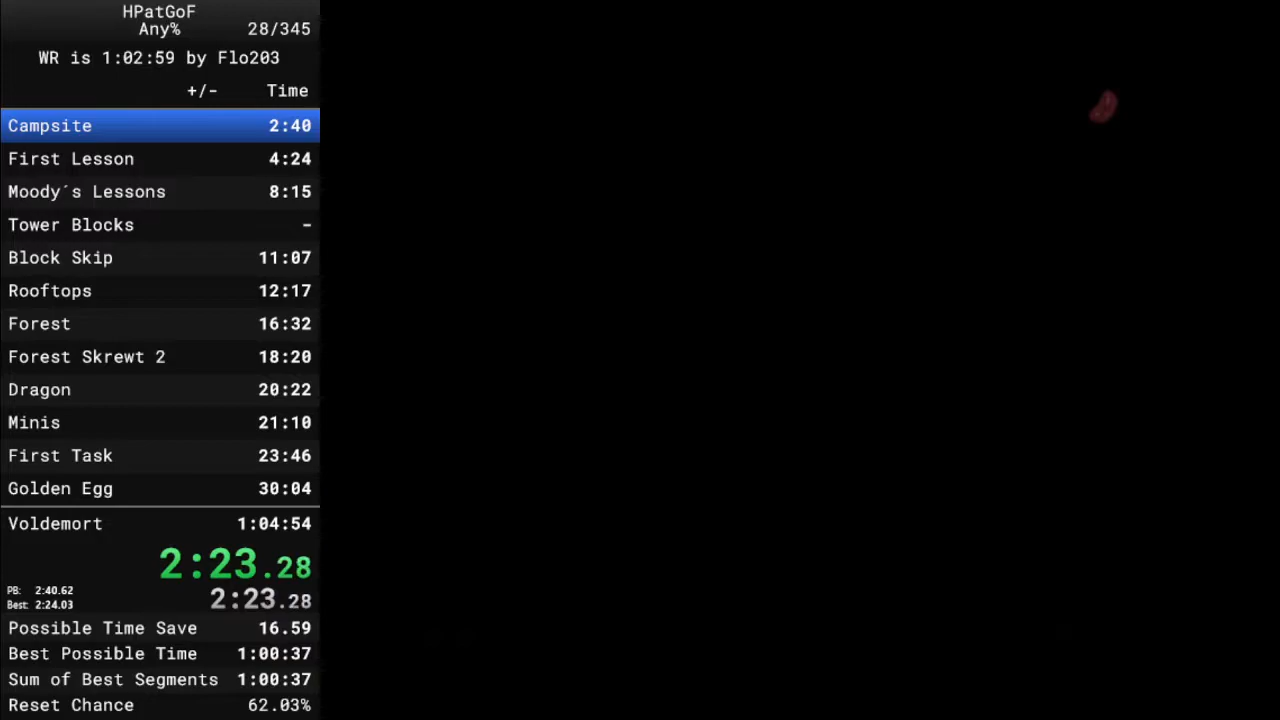 HPatGoF
Any% 28/345
WR is 1:02:59 by Flo203
+/- Time
Campsite 2:40
First Lesson 4:24
Moody´s Lessons 8:15
Tower Blocks -
Block Skip 11:07
Rooftops 12:17
Forest 16:32
Forest Skrewt 2 18:20
Dragon 20:22
Minis 21:10
First Task 23:46
Golden Egg 30:04
Voldemort 1:04:54
2:23.28
PB: 2:40.62
Best: 2:24.03 2:23.28
Possible Time Save 16.59
Best Possible Time 1:00:37
Sum of Best Segments 1:00:37
Reset Chance 62.03%